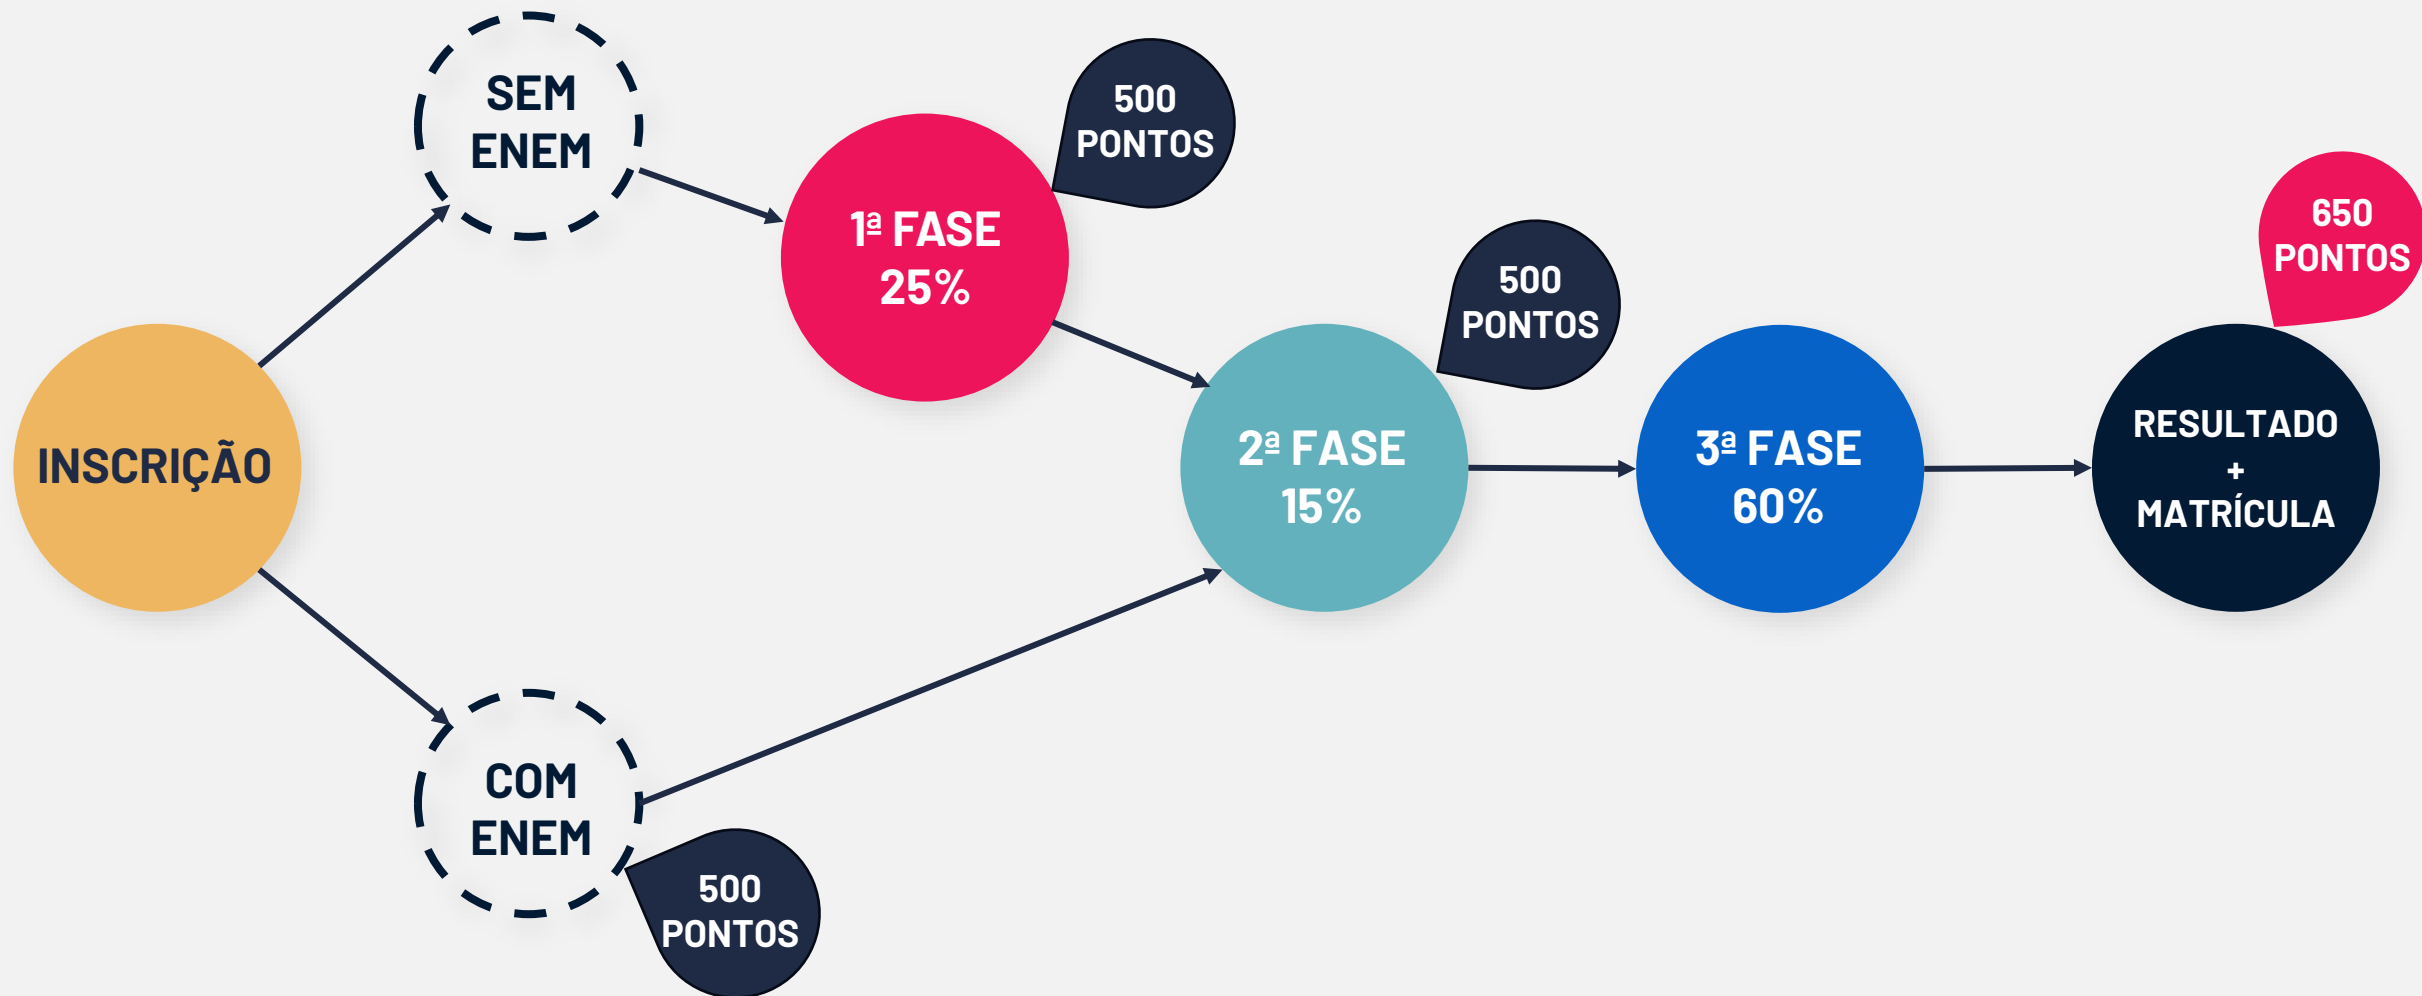 INSCRIÇÃO
SEM
ENEM
1ª FASE
25%
500
PONTOS
COM
ENEM
500
PONTOS
2ª FASE
15%
500
PONTOS
3ª FASE
60%
RESULTADO
+
MATRÍCULA
650
PONTOS